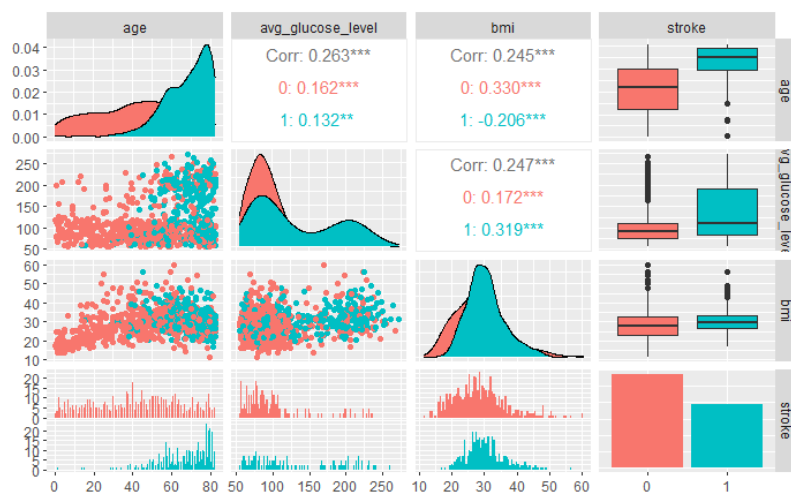 age
avg_glucose_level
bmi
stroke
0.04
0.03
0.02
0.01
0.00
Corr: 0.263***
0: 0.162***
1: 0.132**
Corr: 0.245***
0: 0.330***
1: -0.206***
age
250
200
150
100
50
Corr: 0.247***
0: 0.172***
1: 0.319***
vg_glucose_leve
60
50
40
30
20
10
bmi
20
15
10
5
0
20
15
10
5
0
stroke
0 20 40 60 80
50 100 150 200 250
10 20 30 40 50 60
0 1